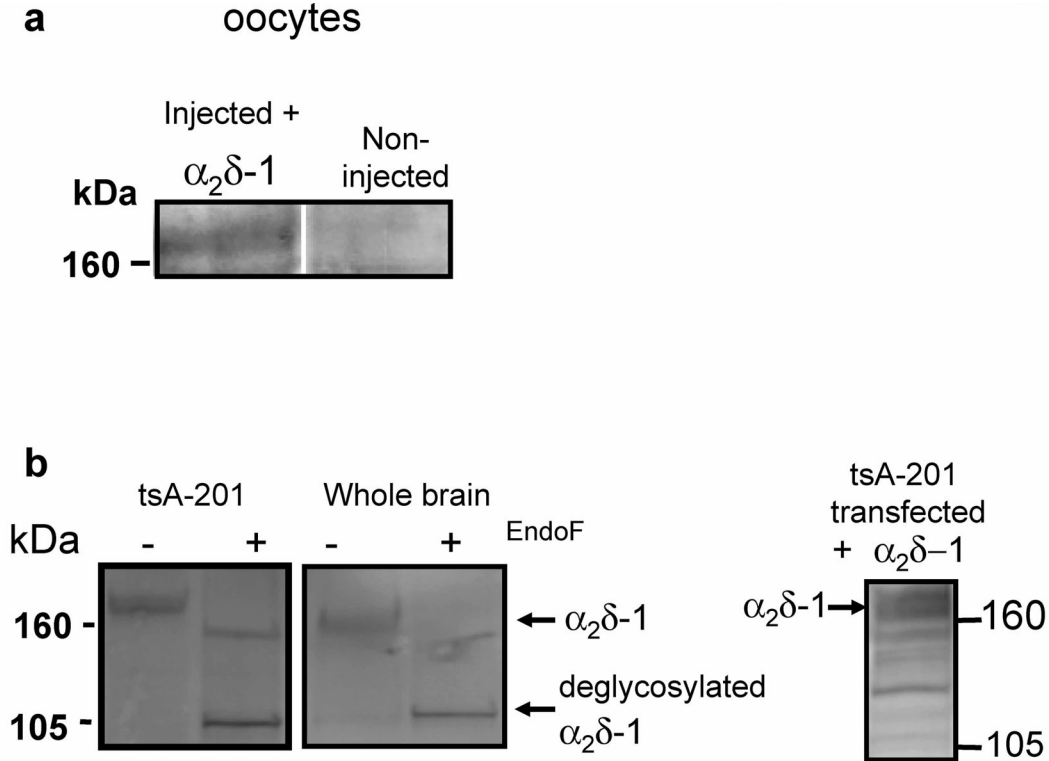 a oocytes
Injected +
α₂δ-1
Non-
injected
kDa
160 –
b
tsA-201 Whole brain
kDa - + - + EndoF
160 -
105 -
α₂δ-1
deglycosylated
α₂δ-1
tsA-201
transfected
+ α₂δ–1
α₂δ-1
160
105